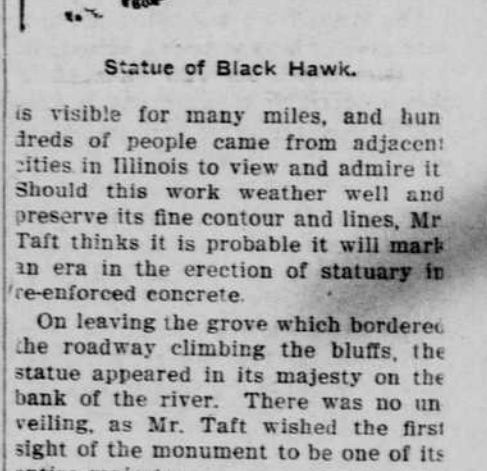 Statue of Black Hawk.
is visible for many miles, and hun
dreds of people came from adjacent
cities in Illinois to view and admire it
Should this work weather well and
preserve its fine contour and lines, Mr
Taft thinks it is probable it will mark
an era in the erection of statuary in
re-enforced concrete.
On leaving the grove which bordered
the roadway climbing the bluffs, the
statue appeared in its majesty on the
bank of the river. There was no un
veiling, as Mr. Taft wished the first
sight of the monument to be one of its